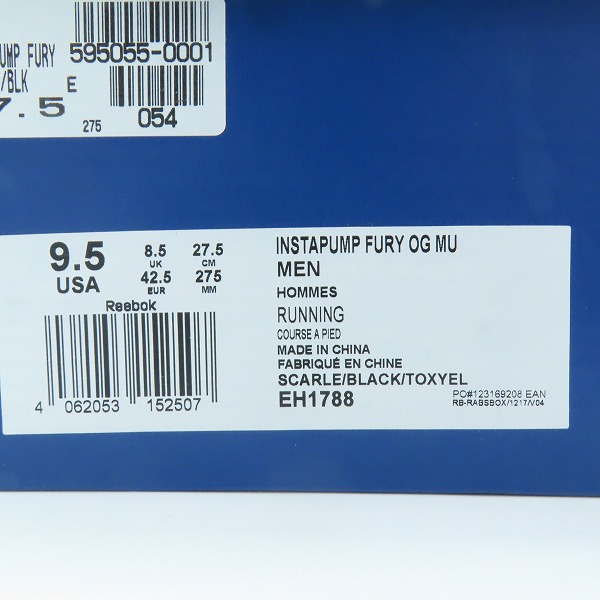 UMP FURY 595055-0001
/BLK E
7.5 275 054
9.5 8.5 27.5
USA UK CM
42.5 275
EUR MM
Reebok
4 062053 152507
INSTAPUMP FURY OG MU
MEN
HOMMES
RUNNING
COURSE A PIED
MADE IN CHINA
FABRIQUÉ EN CHINE
SCARLE/BLACK/TOXYEL
EH1788
PO#123169208 EAN
RB-RABSBOX/1217/V04